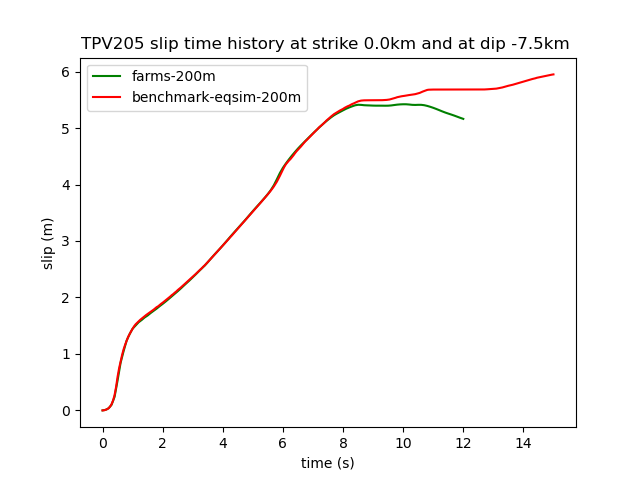 TPV205 slip time history at strike 0.0km and at dip -7.5km
farms-200m
benchmark-eqsim-200m
6
5
4
3
2
1
0
slip (m)
0 2 4 6 8 10 12 14
time (s)